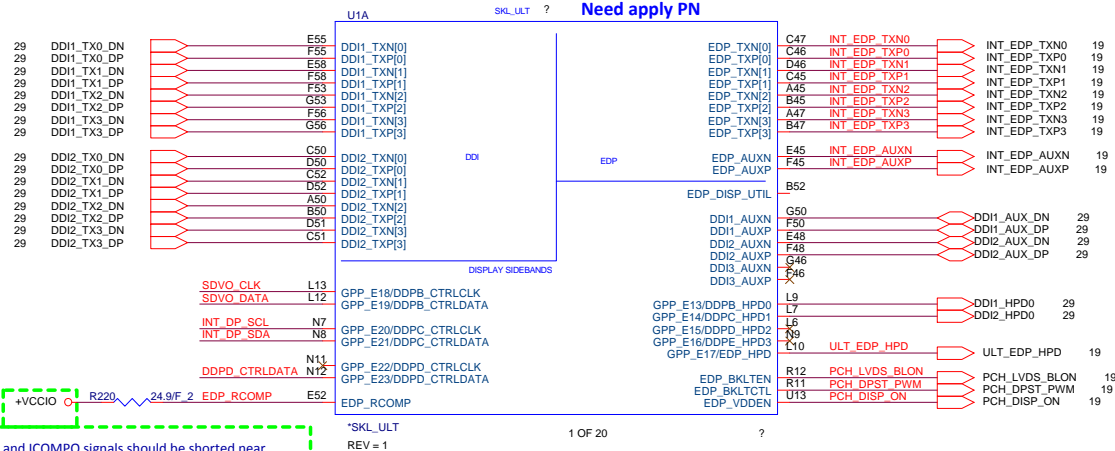 U1A
SKL_ULT ? Need apply PN
29 DDI1_TX0_DN E55 DDI1_TXN[0] EDP_TXN[0] C47 INT_EDP_TXN0 INT_EDP_TXN0 19
29 DDI1_TX0_DP F55 DDI1_TXP[0] EDP_TXP[0] C46 INT_EDP_TXP0 INT_EDP_TXP0 19
29 DDI1_TX1_DN E58 DDI1_TXN[1] EDP_TXN[1] D46 INT_EDP_TXN1 INT_EDP_TXN1 19
29 DDI1_TX1_DP F58 DDI1_TXP[1] EDP_TXP[1] C45 INT_EDP_TXP1 INT_EDP_TXP1 19
29 DDI1_TX2_DN F53 DDI1_TXN[2] EDP_TXN[2] A45 INT_EDP_TXN2 INT_EDP_TXN2 19
29 DDI1_TX2_DP G53 DDI1_TXP[2] EDP_TXP[2] B45 INT_EDP_TXP2 INT_EDP_TXP2 19
29 DDI1_TX3_DN F56 DDI1_TXN[3] EDP_TXN[3] A47 INT_EDP_TXN3 INT_EDP_TXN3 19
29 DDI1_TX3_DP G56 DDI1_TXP[3] EDP_TXP[3] B47 INT_EDP_TXP3 INT_EDP_TXP3 19
29 DDI2_TX0_DN C50 DDI2_TXN[0] DDI EDP EDP_AUXN E45 INT_EDP_AUXN INT_EDP_AUXN 19
29 DDI2_TX0_DP D50 DDI2_TXP[0] EDP_AUXP F45 INT_EDP_AUXP INT_EDP_AUXP 19
29 DDI2_TX1_DN C52 DDI2_TXN[1]
29 DDI2_TX1_DP D52 DDI2_TXP[1] EDP_DISP_UTIL B52
29 DDI2_TX2_DN A50 DDI2_TXN[2]
29 DDI2_TX2_DP B50 DDI2_TXP[2] DDI1_AUXN G50 DDI1_AUX_DN 29
29 DDI2_TX3_DN D51 DDI2_TXN[3] DDI1_AUXP F50 DDI1_AUX_DP 29
29 DDI2_TX3_DP C51 DDI2_TXP[3] DDI2_AUXN E48 DDI2_AUX_DN 29
DDI2_AUXP F48 DDI2_AUX_DP 29
DISPLAY SIDEBANDS DDI3_AUXN G46
DDI3_AUXP F46
SDVO_CLK L13 GPP_E18/DDPB_CTRLCLK
SDVO_DATA L12 GPP_E19/DDPB_CTRLDATA GPP_E13/DDPB_HPD0 L9 DDI1_HPD0 29
GPP_E14/DDPC_HPD1 L7 DDI2_HPD0 29
INT_DP_SCL N7 GPP_E20/DDPC_CTRLCLK GPP_E15/DDPD_HPD2 L6
INT_DP_SDA N8 GPP_E21/DDPC_CTRLDATA GPP_E16/DDPE_HPD3 N9
GPP_E17/EDP_HPD L10 ULT_EDP_HPD ULT_EDP_HPD 19
N11 GPP_E22/DDPD_CTRLCLK
DDPD_CTRLDATA N12 GPP_E23/DDPD_CTRLDATA EDP_BKLTEN R12 PCH_LVDS_BLON PCH_LVDS_BLON 19
EDP_BKLTCTL R11 PCH_DPST_PWM PCH_DPST_PWM 19
+VCCIO R220 24.9/F_2 EDP_RCOMP E52 EDP_RCOMP EDP_VDDEN U13 PCH_DISP_ON PCH_DISP_ON 19
*SKL_ULT
1 OF 20 ?
REV = 1
and ICOMPO signals should be shorted near